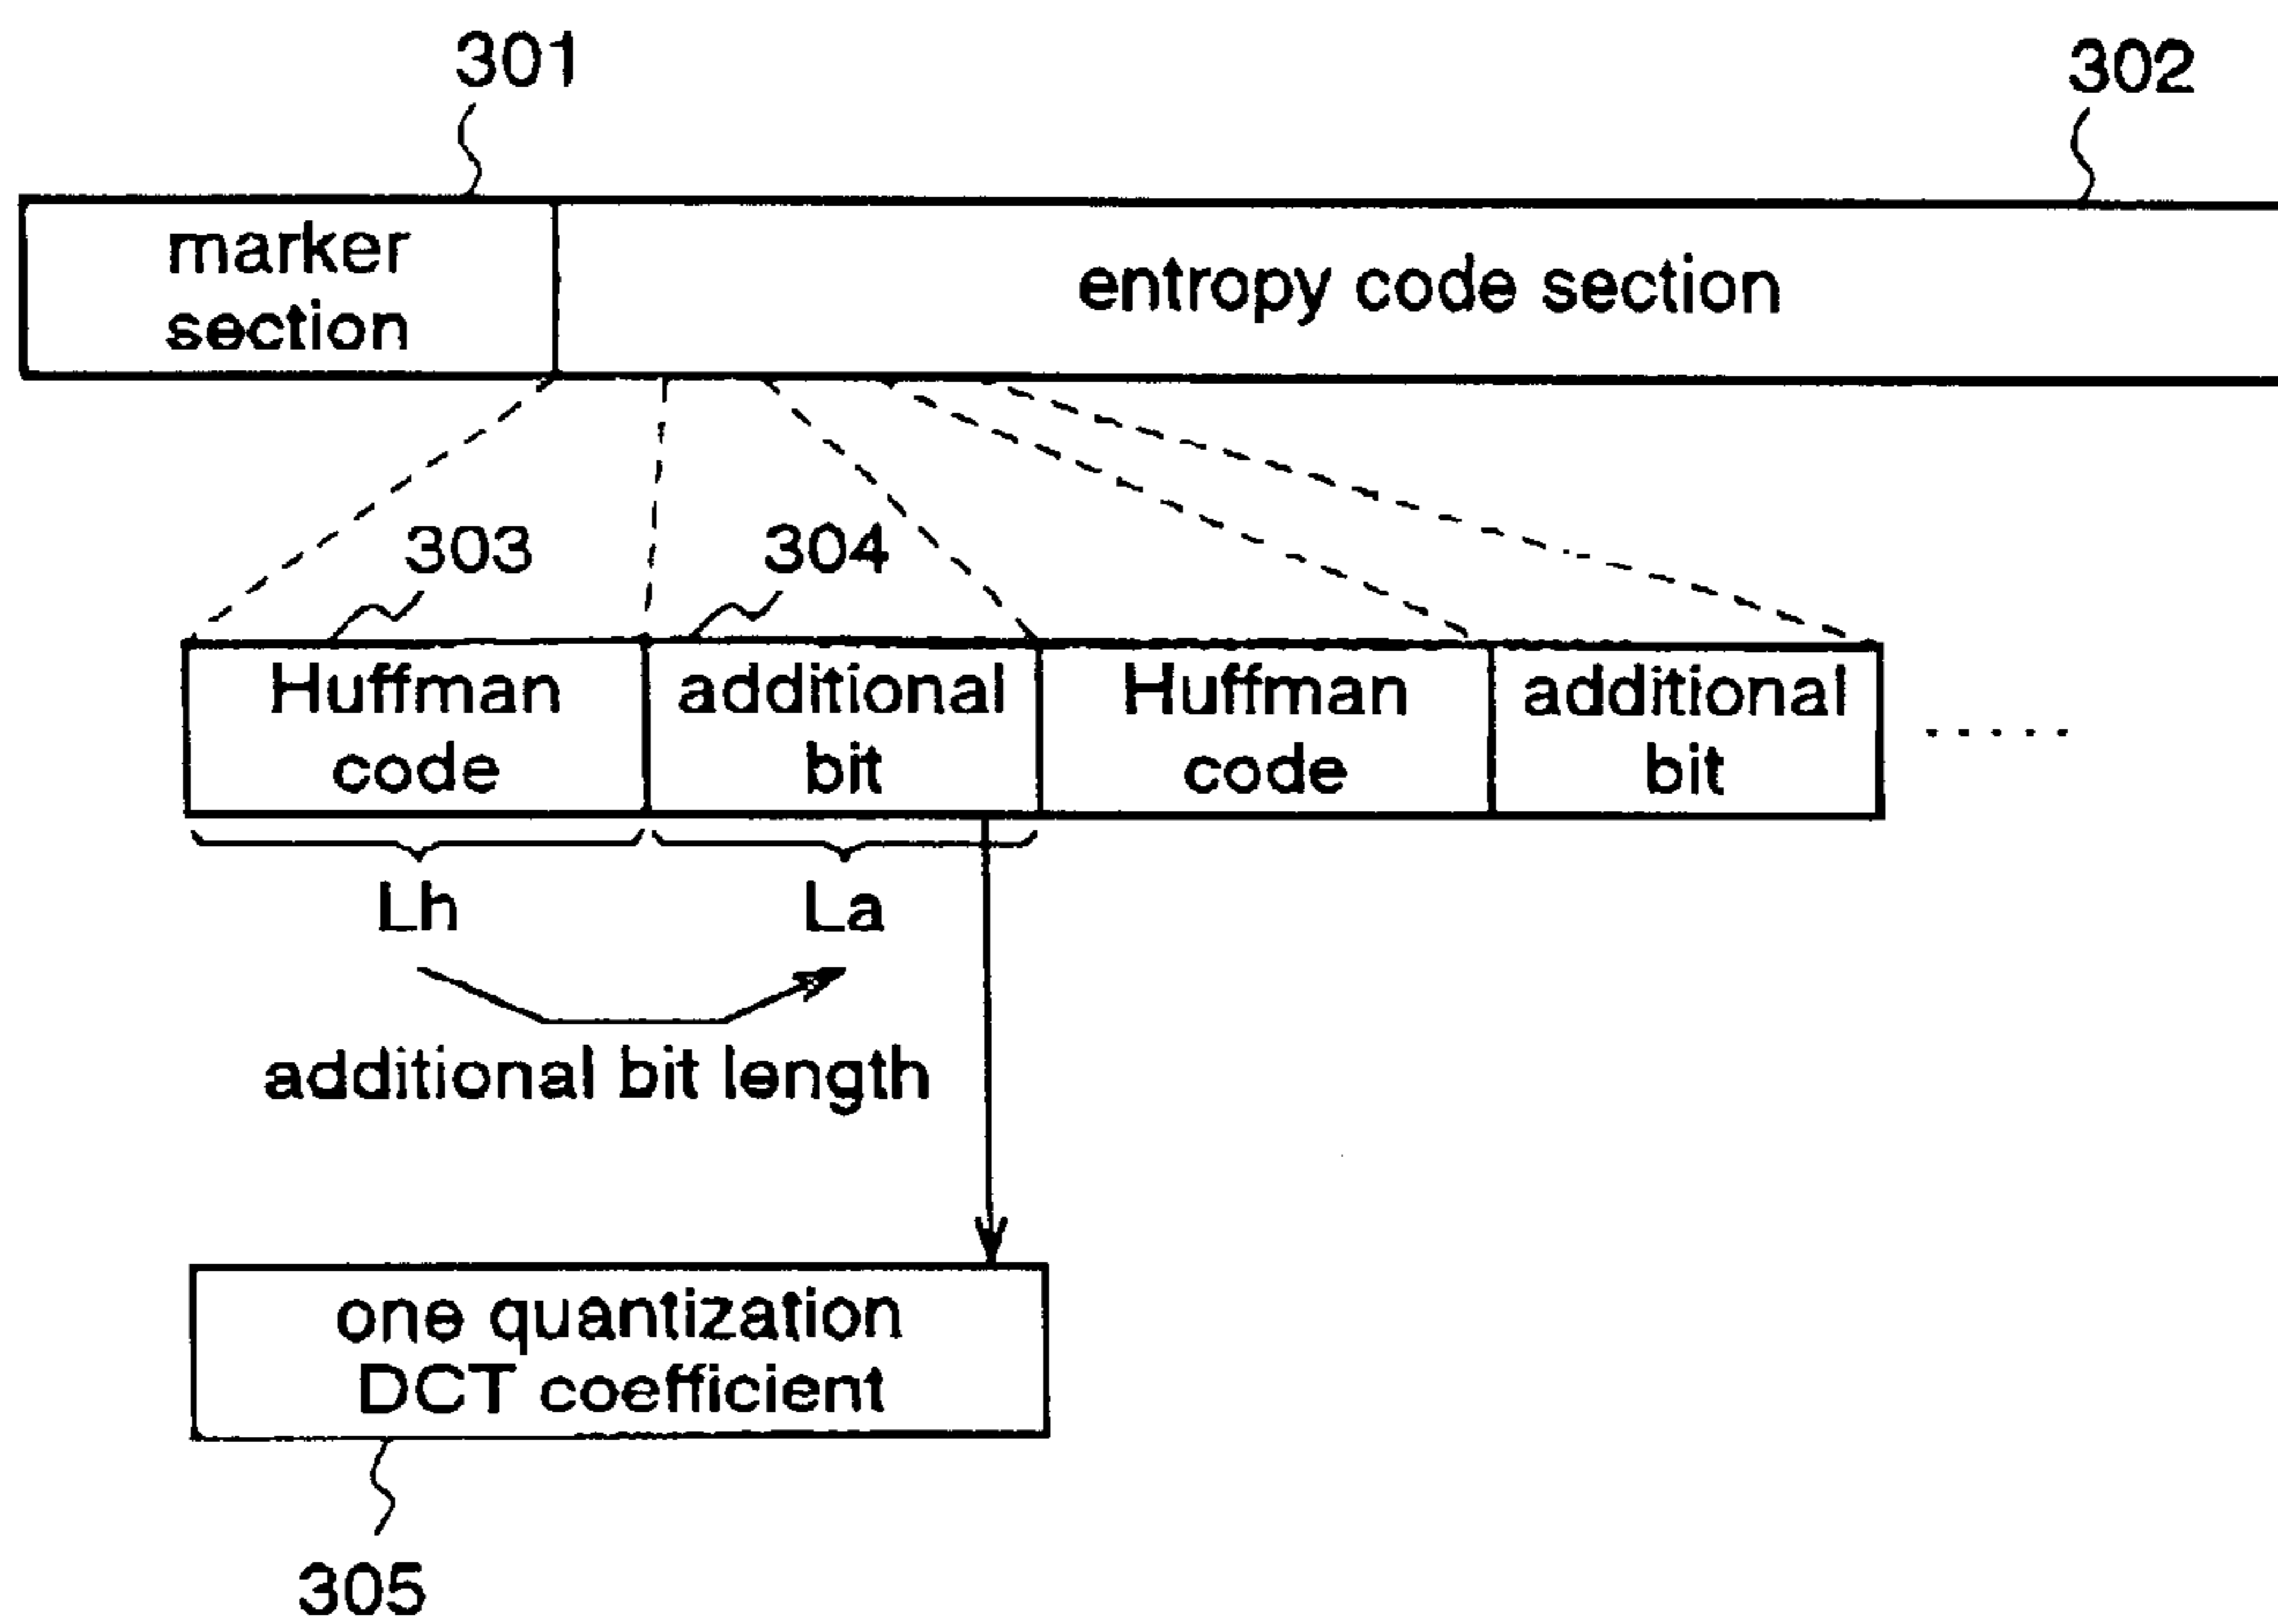 301
302
marker
section
entropy code section
303
304
Huffman
code
additional
bit
Huffman
code
additional
bit
.....
Lh
La
additional bit length
one quantization
DCT coefficient
305